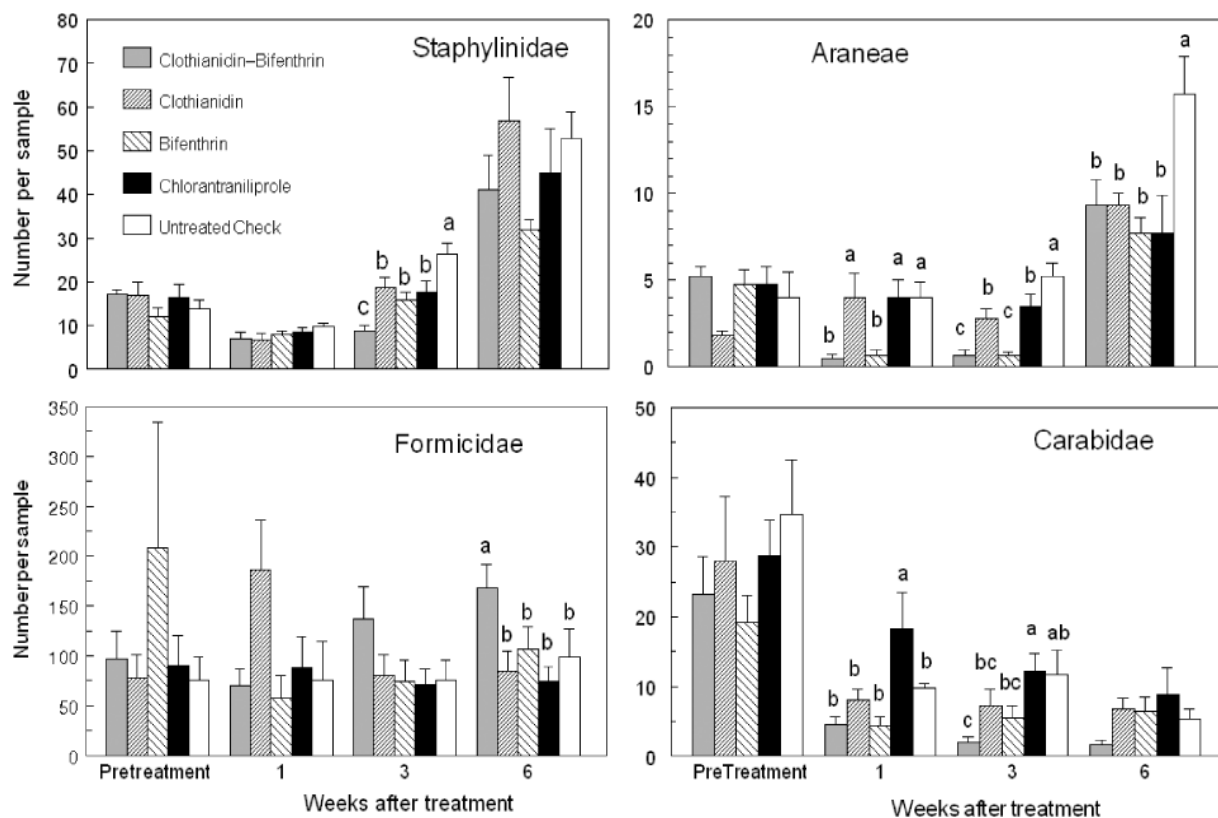 Staphylinidae
Clothianidin–Bifenthrin
Clothianidin
Bifenthrin
Chlorantraniliprole
Untreated Check
Number per sample
80
70
60
50
40
30
20
10
0
c
b
b
b
a
Araneae
20
15
10
5
0
b
a
b
a
a
c
b
c
b
a
b
b
b
b
a
Formicidae
Number per sample
350
300
250
200
150
100
50
0
a
b
b
b
b
Pretreatment
1
3
6
Weeks after treatment
Carabidae
50
40
30
20
10
0
b
b
b
a
b
c
bc
bc
a
ab
PreTreatment
1
3
6
Weeks after treatment